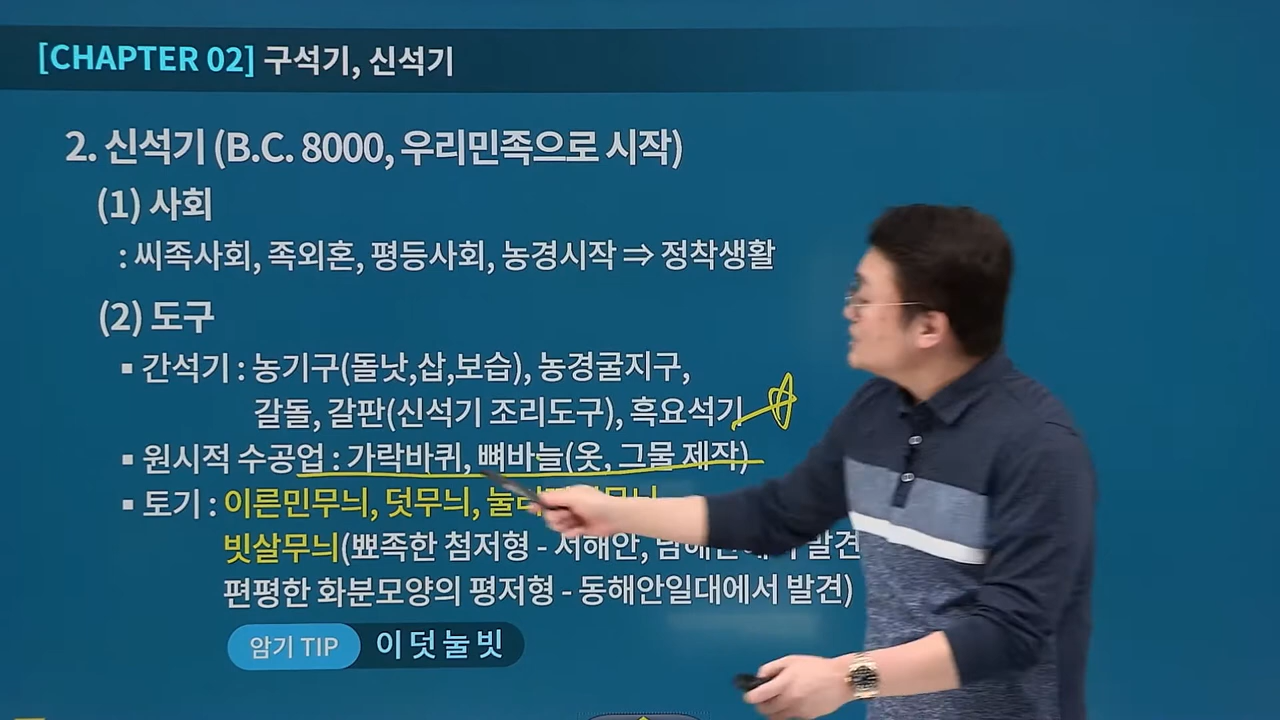 [CHAPTER 02] 구석기, 신석기
2. 신석기 (B.C. 8000, 우리민족으로 시작)
(1) 사회
: 씨족사회, 족외혼, 평등사회, 농경시작 ⇒ 정착생활
(2) 도구
▪ 간석기 : 농기구(돌낫,삽,보습), 농경굴지구,
갈돌, 갈판(신석기 조리도구), 흑요석기
▪ 원시적 수공업 : 가락바퀴, 뼈바늘(옷, 그물 제작)
▪ 토기 : 이른민무늬, 덧무늬,
빗살무늬(뾰족한 첨저형 - 서해안, 발견
편평한 화분모양의 평저형 - 동해안일대에서 발견)
암기 TIP 이 덧 눌 빗